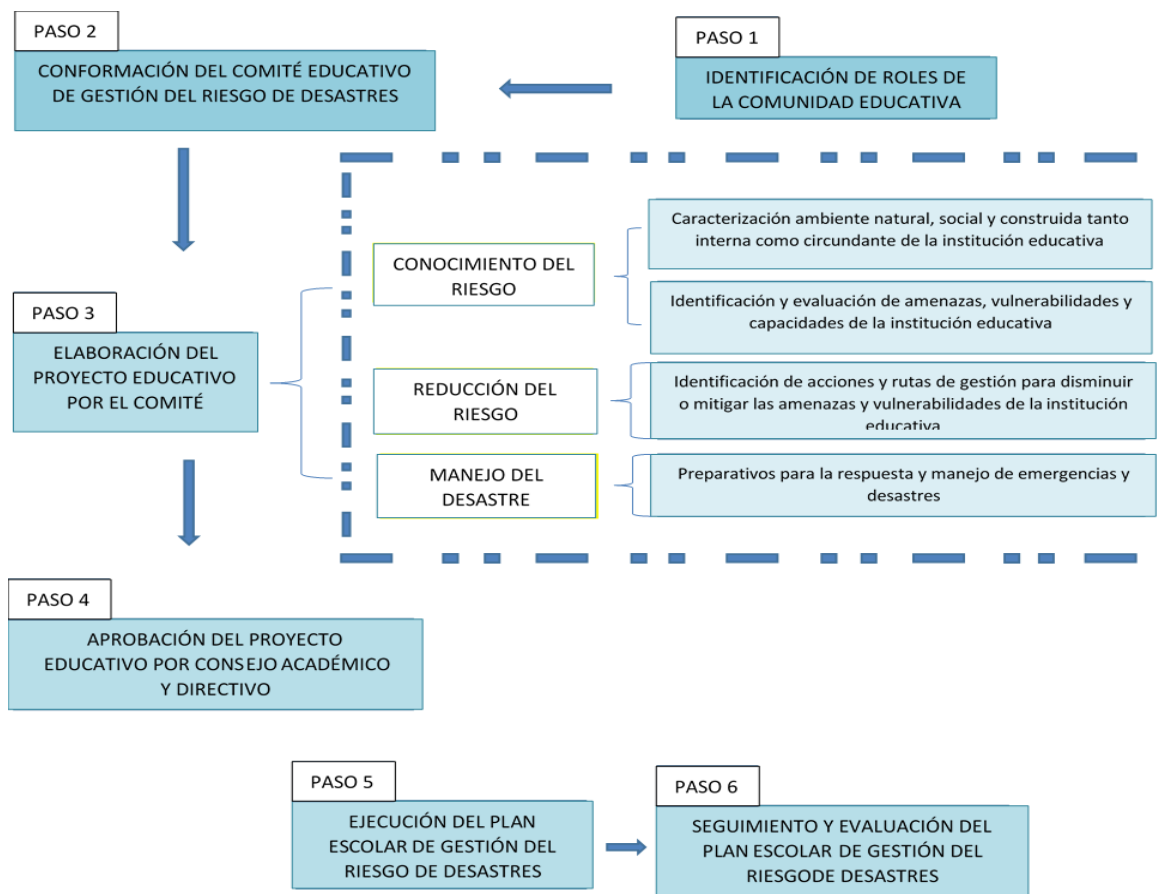 PASO 1
IDENTIFICACIÓN DE ROLES DE
LA COMUNIDAD EDUCATIVA
PASO 2
CONFORMACIÓN DEL COMITÉ EDUCATIVO
DE GESTIÓN DEL RIESGO DE DESASTRES
PASO 3
ELABORACIÓN DEL
PROYECTO EDUCATIVO
POR EL COMITÉ
CONOCIMIENTO DEL
RIESGO
Caracterización ambiente natural, social y construida tanto
interna como circundante de la institución educativa
Identificación y evaluación de amenazas, vulnerabilidades y
capacidades de la institución educativa
REDUCCIÓN DEL
RIESGO
Identificación de acciones y rutas de gestión para disminuir
o mitigar las amenazas y vulnerabilidades de la institución
educativa
MANEJO DEL
DESASTRE
Preparativos para la respuesta y manejo de emergencias y
desastres
PASO 4
APROBACIÓN DEL PROYECTO
EDUCATIVO POR CONSEJO ACADÉMICO
Y DIRECTIVO
PASO 5
EJECUCIÓN DEL PLAN
ESCOLAR DE GESTIÓN DEL
RIESGO DE DESASTRES
PASO 6
SEGUIMIENTO Y EVALUACIÓN DEL
PLAN ESCOLAR DE GESTIÓN DEL
RIESGODE DESASTRES